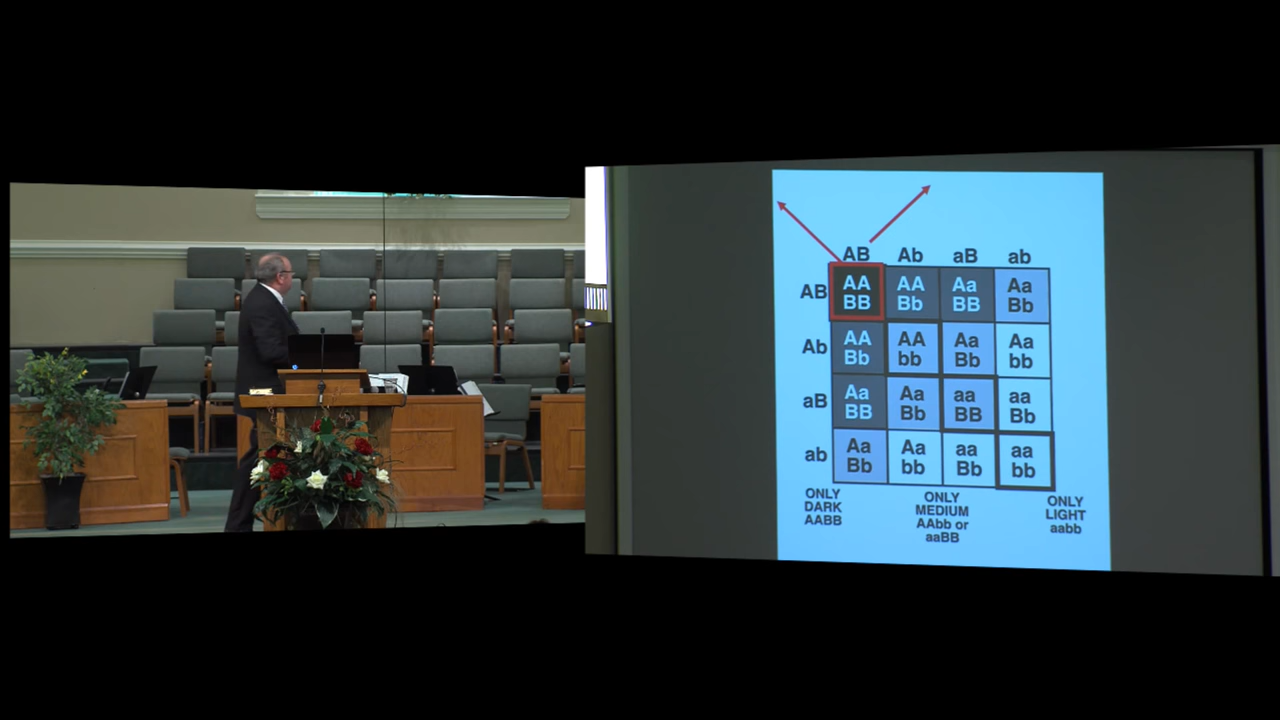 AB Ab aB ab
AB AA AA Aa Aa
BB Bb BB Bb
Ab AA AA Aa Aa
Bb bb Bb bb
aB Aa Aa aa aa
BB Bb BB Bb
ab Aa Aa aa aa
Bb bb Bb bb
ONLY
DARK
AABB
ONLY
MEDIUM
AAbb or
aaBB
ONLY
LIGHT
aabb